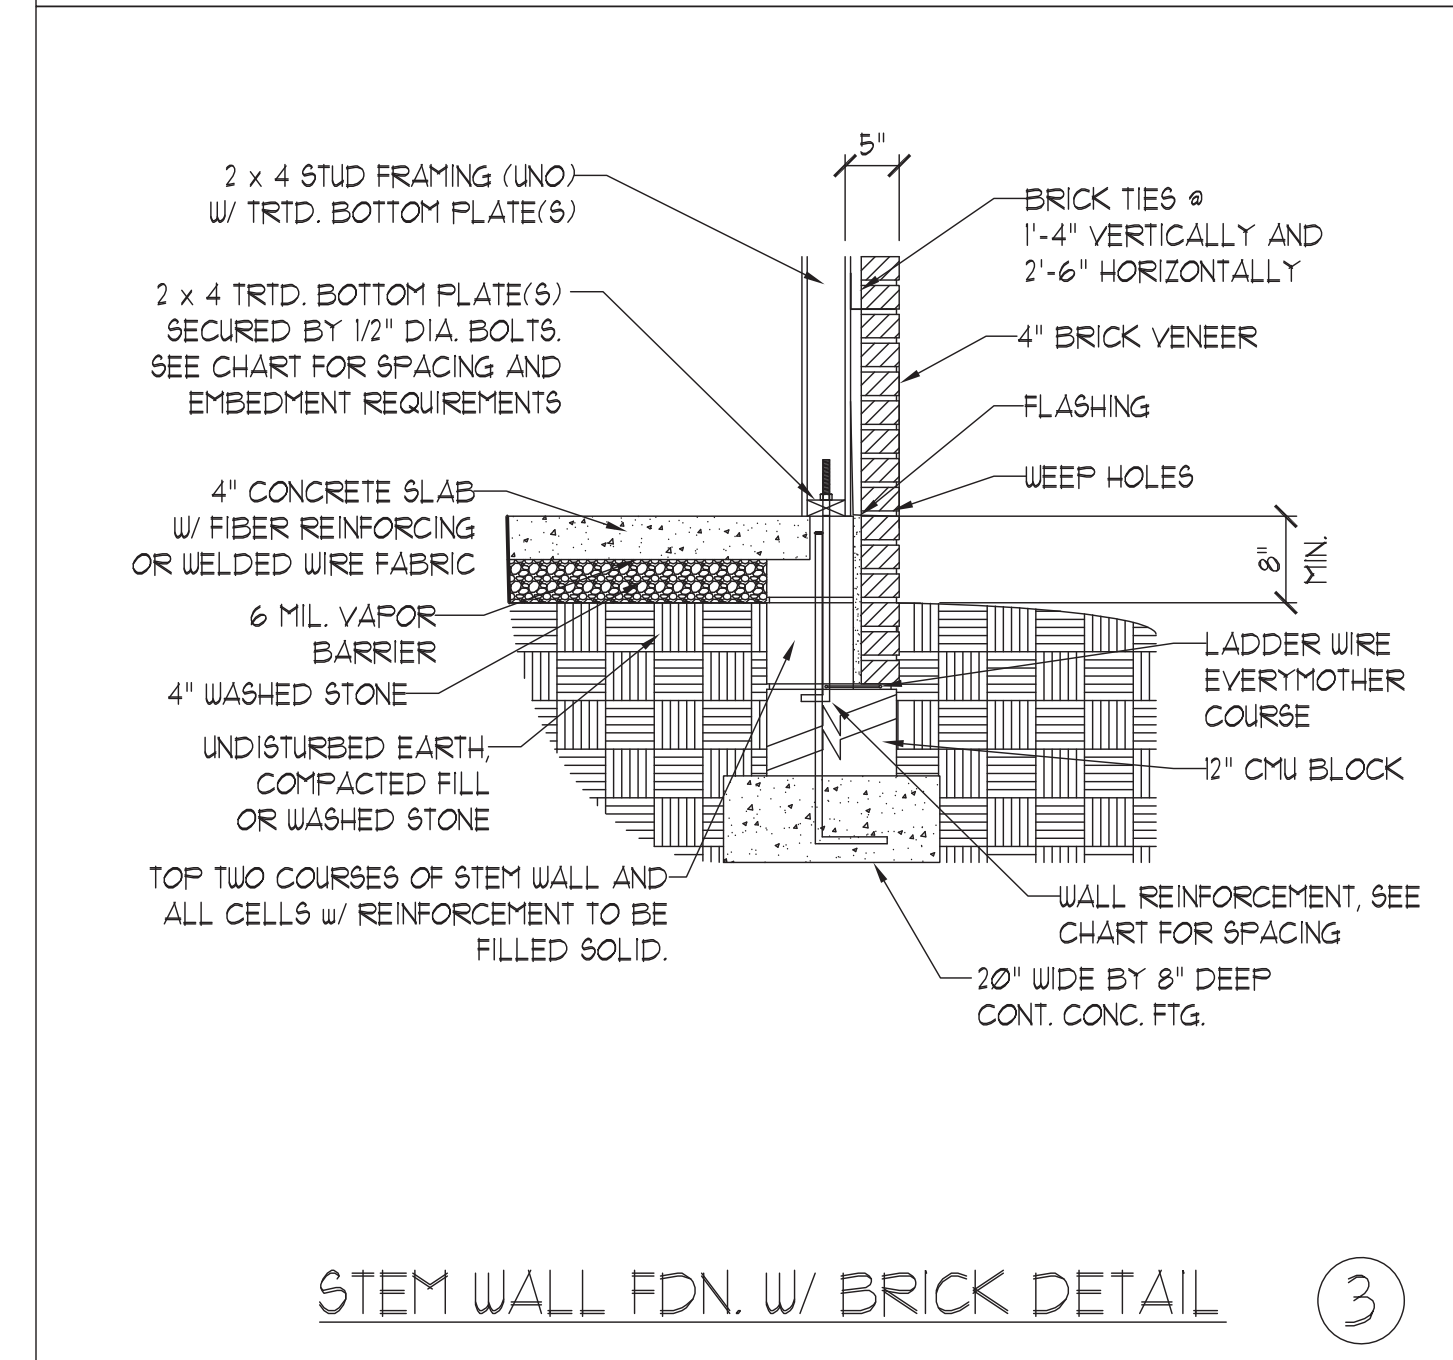 5"
2 x 4 STUD FRAMING (UNO)
W/ TRTD. BOTTOM PLATE(S)
BRICK TIES @
1'-4" VERTICALLY AND
2'-6" HORIZONTALLY
2 x 4 TRTD. BOTTOM PLATE(S)
SECURED BY 1/2" DIA. BOLTS.
SEE CHART FOR SPACING AND
EMBEDMENT REQUIREMENTS
4" BRICK VENEER
FLASHING
WEEP HOLES
4" CONCRETE SLAB
W/ FIBER REINFORCING
OR WELDED WIRE FABRIC
8"
MIN.
6 MIL. VAPOR
BARRIER
4" WASHED STONE
LADDER WIRE
EVERYMOTHER
COURSE
UNDISTURBED EARTH,
COMPACTED FILL
OR WASHED STONE
12" CMU BLOCK
TOP TWO COURSES OF STEM WALL AND
ALL CELLS w/ REINFORCEMENT TO BE
FILLED SOLID.
WALL REINFORCEMENT, SEE
CHART FOR SPACING
20" WIDE BY 8" DEEP
CONT. CONC. FTG.
STEM WALL FDN. W/ BRICK DETAIL
3